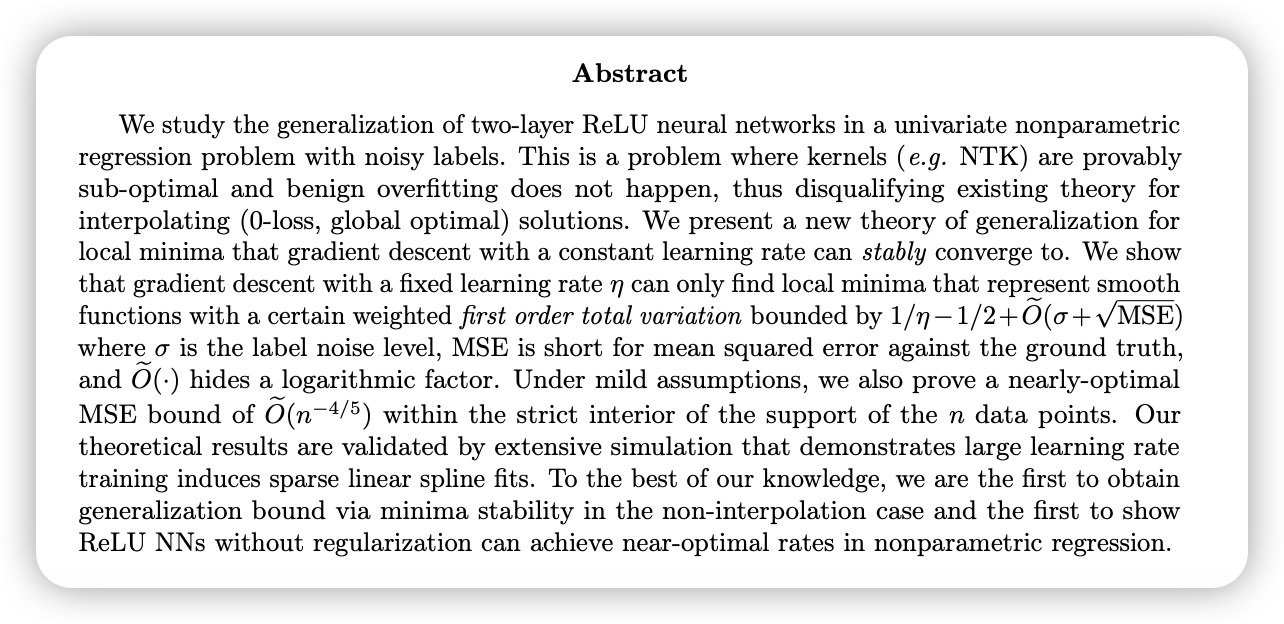 Abstract
We study the generalization of two-layer ReLU neural networks in a univariate nonparametric
regression problem with noisy labels. This is a problem where kernels (e.g. NTK) are provably
sub-optimal and benign overfitting does not happen, thus disqualifying existing theory for
interpolating (0-loss, global optimal) solutions. We present a new theory of generalization for
local minima that gradient descent with a constant learning rate can stably converge to. We show
that gradient descent with a fixed learning rate η can only find local minima that represent smooth
functions with a certain weighted first order total variation bounded by 1/η − 1/2 + Õ(σ + √MSE)
where σ is the label noise level, MSE is short for mean squared error against the ground truth,
and Õ(·) hides a logarithmic factor. Under mild assumptions, we also prove a nearly-optimal
MSE bound of Õ(n⁻⁴/⁵) within the strict interior of the support of the n data points. Our
theoretical results are validated by extensive simulation that demonstrates large learning rate
training induces sparse linear spline fits. To the best of our knowledge, we are the first to obtain
generalization bound via minima stability in the non-interpolation case and the first to show
ReLU NNs without regularization can achieve near-optimal rates in nonparametric regression.